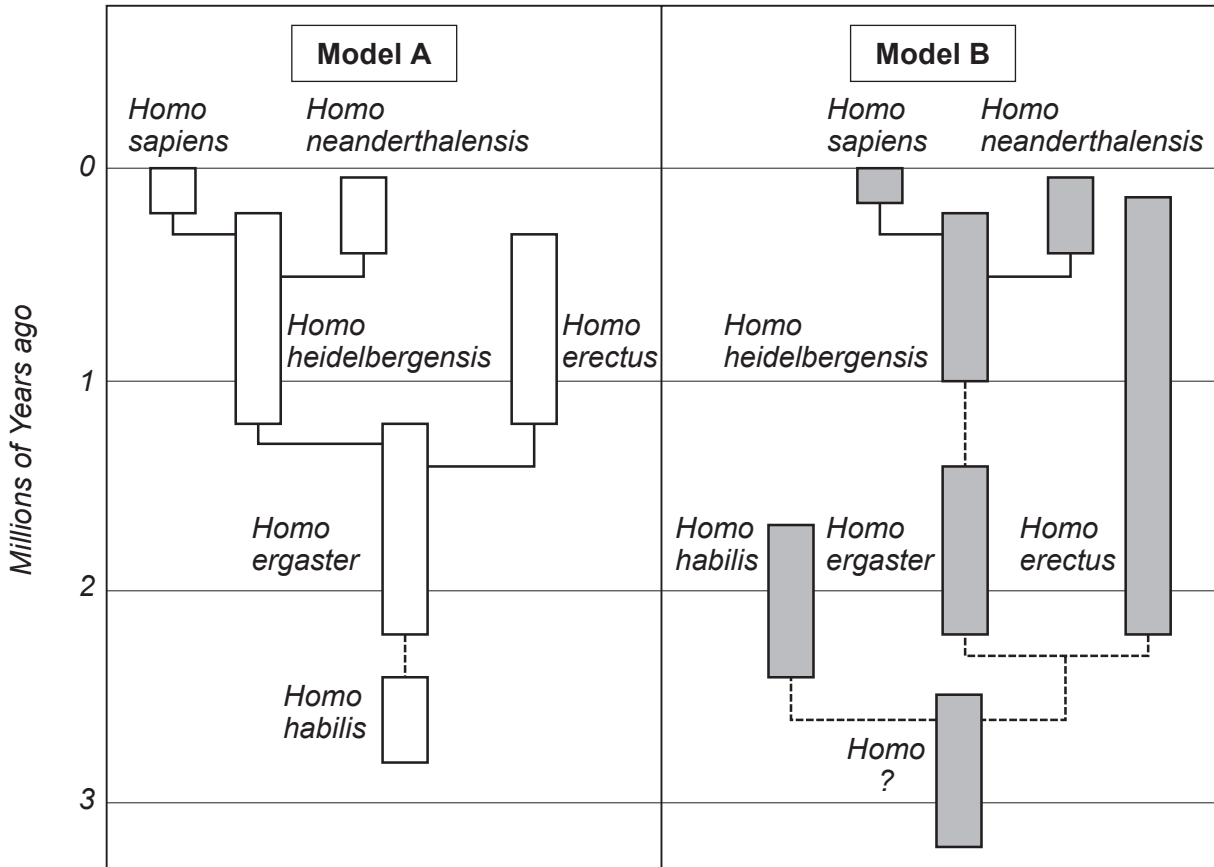 Model A
Model B
Homo
sapiens
Homo
neanderthalensis
Homo
sapiens
Homo
neanderthalensis
0
Homo
heidelbergensis
Homo
erectus
Homo
heidelbergensis
1
Millions of Years ago
Homo
ergaster
Homo
habilis
Homo
ergaster
Homo
erectus
2
Homo
habilis
Homo
?
3